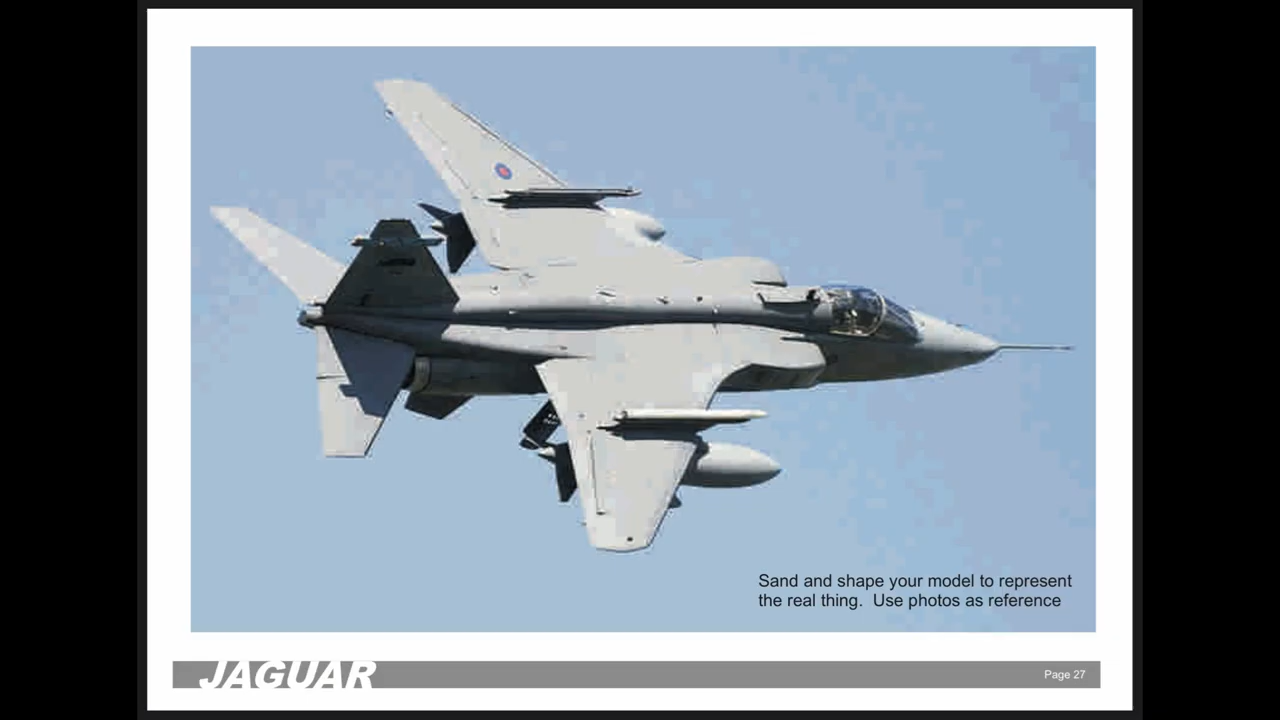 Sand and shape your model to represent
the real thing.  Use photos as reference
JAGUAR
Page 27